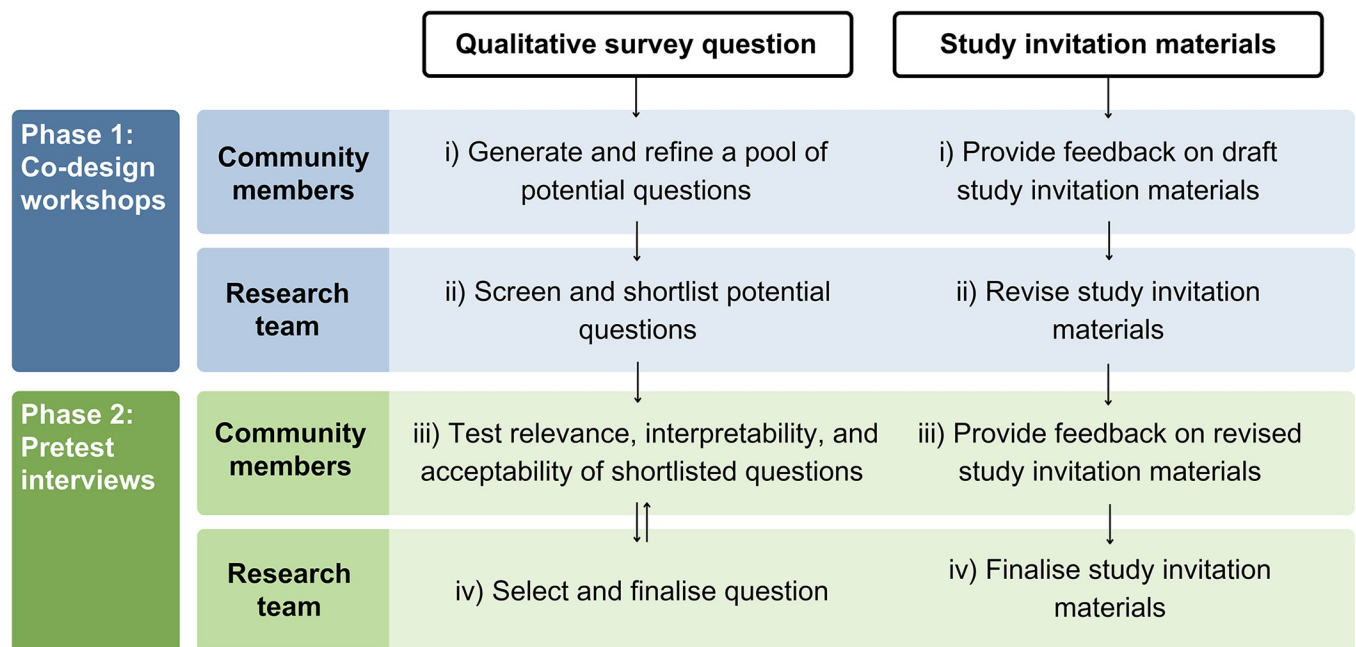 Qualitative survey question
Study invitation materials
Phase 1:
Co-design
workshops
Community
members
i) Generate and refine a pool of
potential questions
i) Provide feedback on draft
study invitation materials
Research
team
ii) Screen and shortlist potential
questions
ii) Revise study invitation
materials
Phase 2:
Pretest
interviews
Community
members
iii) Test relevance, interpretability, and
acceptability of shortlisted questions
iii) Provide feedback on revised
study invitation materials
Research
team
iv) Select and finalise question
iv) Finalise study invitation
materials